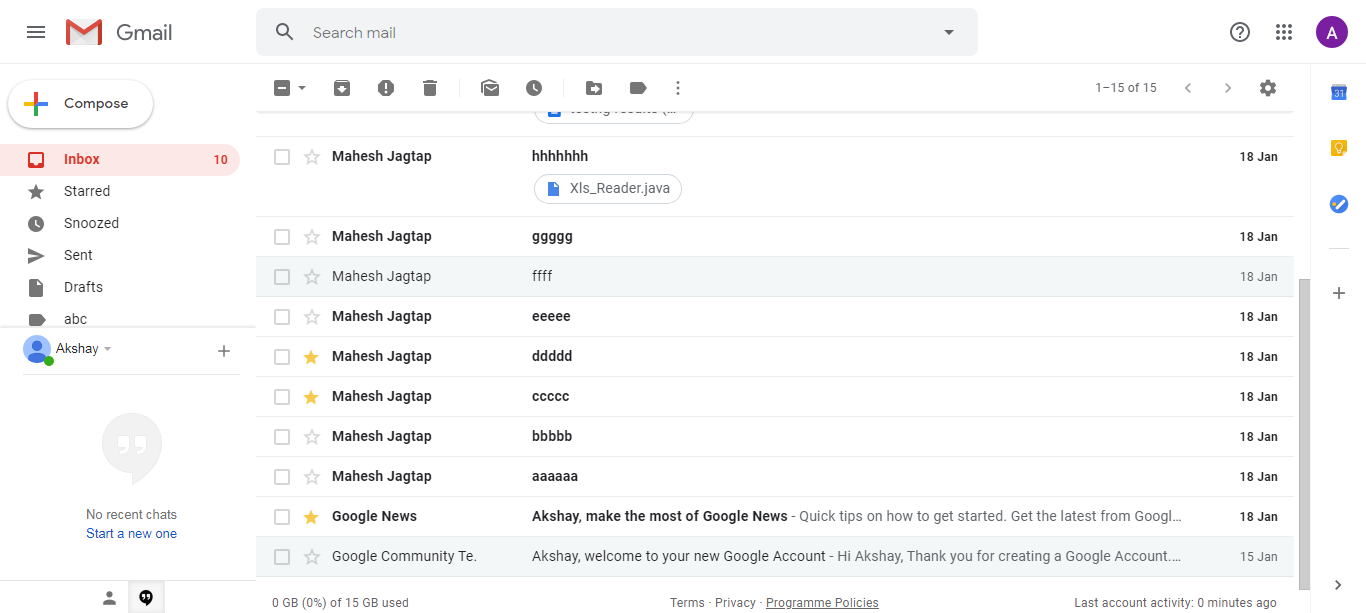 Gmail
Search mail
A
Compose
1–15 of 15
31
Inbox 10
Starred
Snoozed
Sent
Drafts
abc
Akshay
No recent chats
Start a new one
Mahesh Jagtap hhhhhhh 18 Jan
Xls_Reader.java
Mahesh Jagtap ggggg 18 Jan
Mahesh Jagtap ffff 18 Jan
Mahesh Jagtap eeeee 18 Jan
Mahesh Jagtap ddddd 18 Jan
Mahesh Jagtap ccccc 18 Jan
Mahesh Jagtap bbbbb 18 Jan
Mahesh Jagtap aaaaaa 18 Jan
Google News Akshay, make the most of Google News - Quick tips on how to get started. Get the latest from Googl… 18 Jan
Google Community Te. Akshay, welcome to your new Google Account - Hi Akshay, Thank you for creating a Google Account.… 15 Jan
0 GB (0%) of 15 GB used
Terms · Privacy · Programme Policies
Last account activity: 0 minutes ago